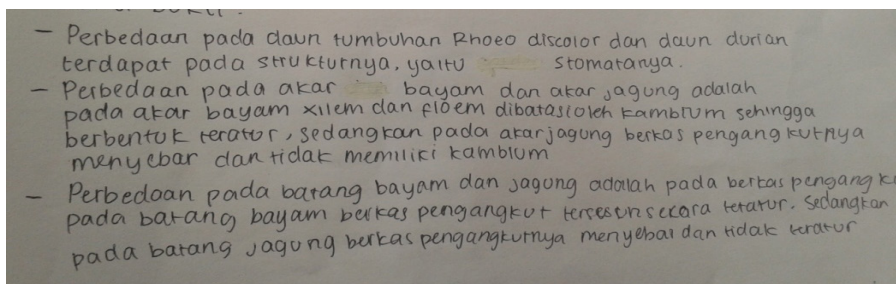 - Perbedaan pada daun tumbuhan Rhoeo discolor dan daun durian
terdapat pada strukturnya, yaitu stomatanya.
- Perbedaan pada akar bayam dan akar jagung adalah
pada akar bayam xilem dan floem dibatasi oleh kambium sehingga
berbentuk teratur, sedangkan pada akar jagung berkas pengangkutnya
menyebar dan tidak memiliki kambium
- Perbedaan pada batang bayam dan jagung adalah pada berkas pengangk
pada batang bayam berkas pengangkut tersesun secara teratur. Sedangkan
pada batang jagung berkas pengangkutnya menyebar dan tidak teratur